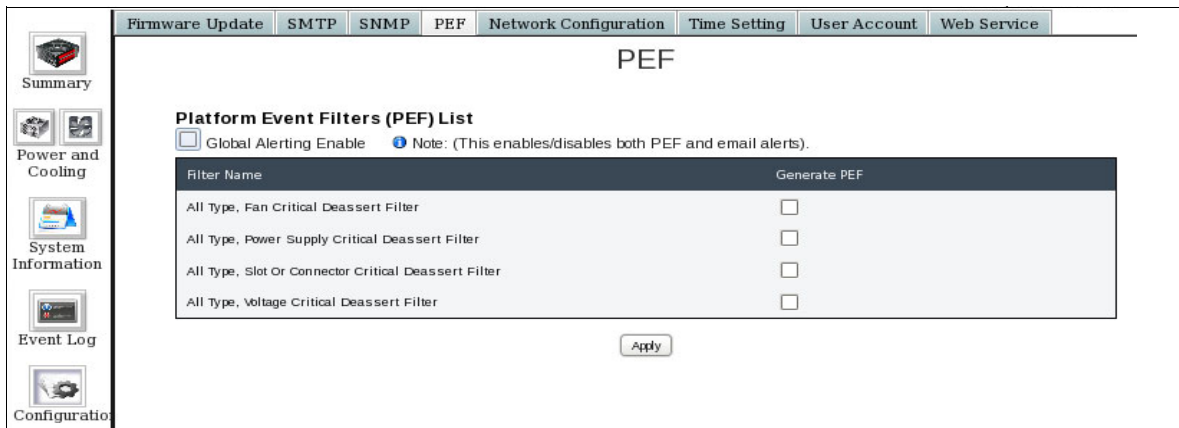 Firmware Update SMTP SNMP PEF Network Configuration Time Setting User Account Web Service
Summary
Power and
Cooling
System
Information
Event Log
Configuratio
PEF
Platform Event Filters (PEF) List
Global Alerting Enable Note: (This enables/disables both PEF and email alerts).
Filter Name Generate PEF
All Type, Fan Critical Deassert Filter
All Type, Power Supply Critical Deassert Filter
All Type, Slot Or Connector Critical Deassert Filter
All Type, Voltage Critical Deassert Filter
Apply